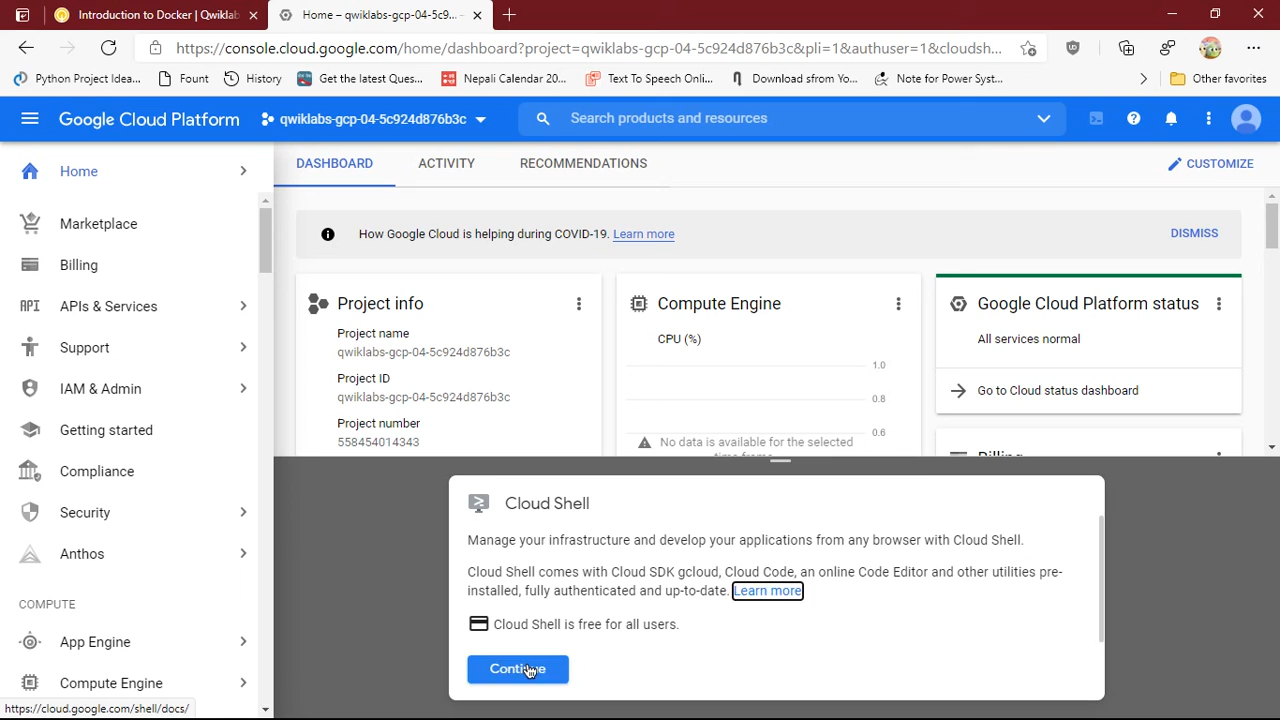 Introduction to Docker | Qwiklab
Home – qwiklabs-gcp-04-5c9...
https://console.cloud.google.com/home/dashboard?project=qwiklabs-gcp-04-5c924d876b3c&pli=1&authuser=1&cloudsh...
Python Project Idea...
Fount
History
Get the latest Ques...
Nepali Calendar 20...
Text To Speech Onli...
Download sfrom Yo...
Note for Power Syst...
Other favorites
Google Cloud Platform
qwiklabs-gcp-04-5c924d876b3c
Search products and resources
Home
DASHBOARD
ACTIVITY
RECOMMENDATIONS
CUSTOMIZE
Marketplace
Billing
API APIs & Services
Support
IAM & Admin
Getting started
Compliance
Security
Anthos
COMPUTE
App Engine
Compute Engine
How Google Cloud is helping during COVID-19. Learn more
DISMISS
Project info
Project name
qwiklabs-gcp-04-5c924d876b3c
Project ID
qwiklabs-gcp-04-5c924d876b3c
Project number
558454014343
Compute Engine
CPU (%)
1.0
0.8
0.6
No data is available for the selected
time frame.
Google Cloud Platform status
All services normal
Go to Cloud status dashboard
Billing
Cloud Shell
Manage your infrastructure and develop your applications from any browser with Cloud Shell.
Cloud Shell comes with Cloud SDK gcloud, Cloud Code, an online Code Editor and other utilities pre-
installed, fully authenticated and up-to-date. Learn more
Cloud Shell is free for all users.
Continue
https://cloud.google.com/shell/docs/